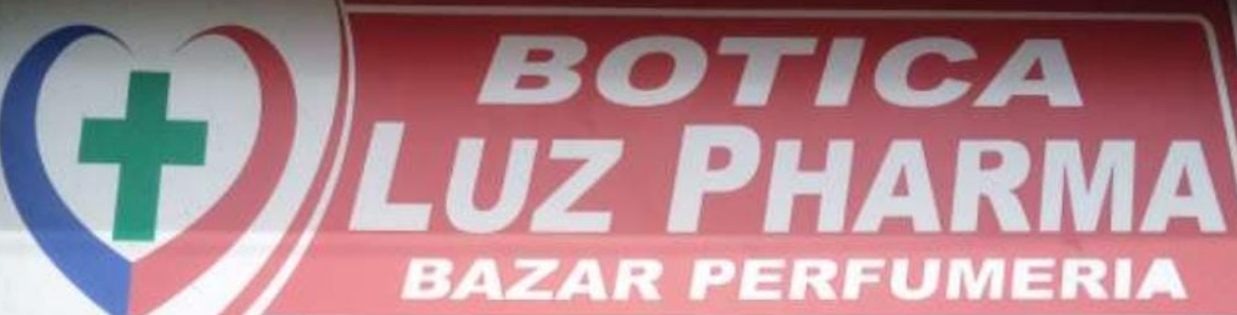 BOTICA
LUZ PHARMA
BAZAR PERFUMERIA